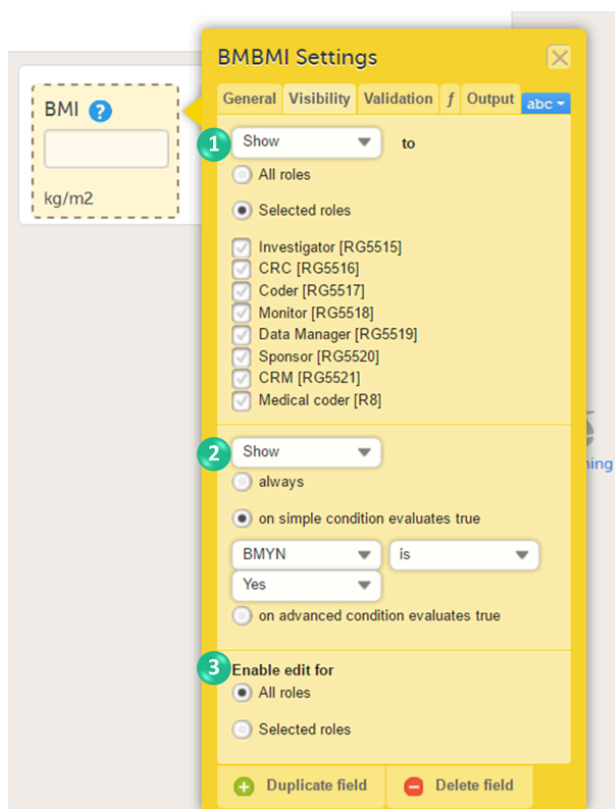 BMBMI Settings
General Visibility Validation f Output abc
BMI ?
kg/m2
1 Show to
All roles
Selected roles
Investigator [RG5515]
CRC [RG5516]
Coder [RG5517]
Monitor [RG5518]
Data Manager [RG5519]
Sponsor [RG5520]
CRM [RG5521]
Medical coder [R8]
2 Show
always
on simple condition evaluates true
BMYN is
Yes
on advanced condition evaluates true
3 Enable edit for
All roles
Selected roles
Duplicate field Delete field